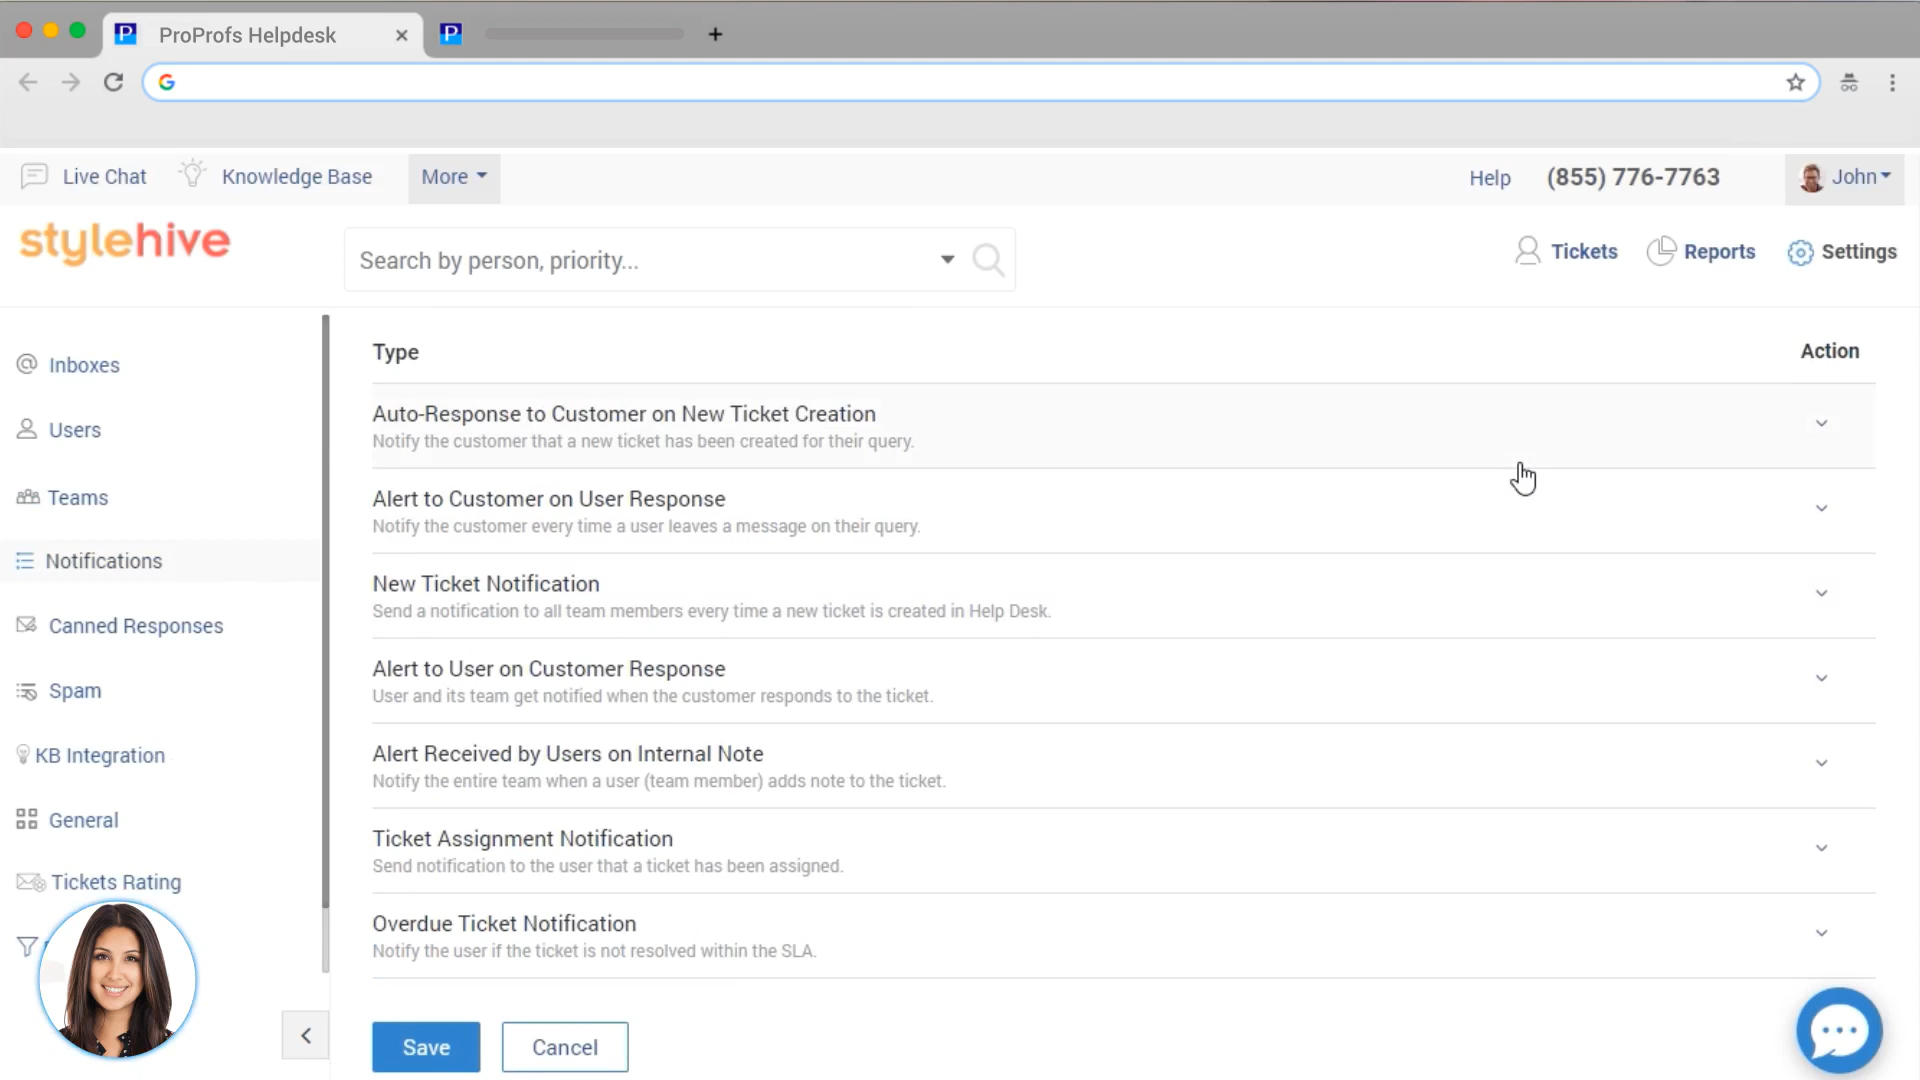 ProProfs Helpdesk
Live Chat
Knowledge Base
More
Help
(855) 776-7763
John
stylehive
Search by person, priority...
Tickets
Reports
Settings
Inboxes
Users
Teams
Notifications
Canned Responses
Spam
KB Integration
General
Tickets Rating
Type
Action
Auto-Response to Customer on New Ticket Creation
Notify the customer that a new ticket has been created for their query.
Alert to Customer on User Response
Notify the customer every time a user leaves a message on their query.
New Ticket Notification
Send a notification to all team members every time a new ticket is created in Help Desk.
Alert to User on Customer Response
User and its team get notified when the customer responds to the ticket.
Alert Received by Users on Internal Note
Notify the entire team when a user (team member) adds note to the ticket.
Ticket Assignment Notification
Send notification to the user that a ticket has been assigned.
Overdue Ticket Notification
Notify the user if the ticket is not resolved within the SLA.
Save
Cancel